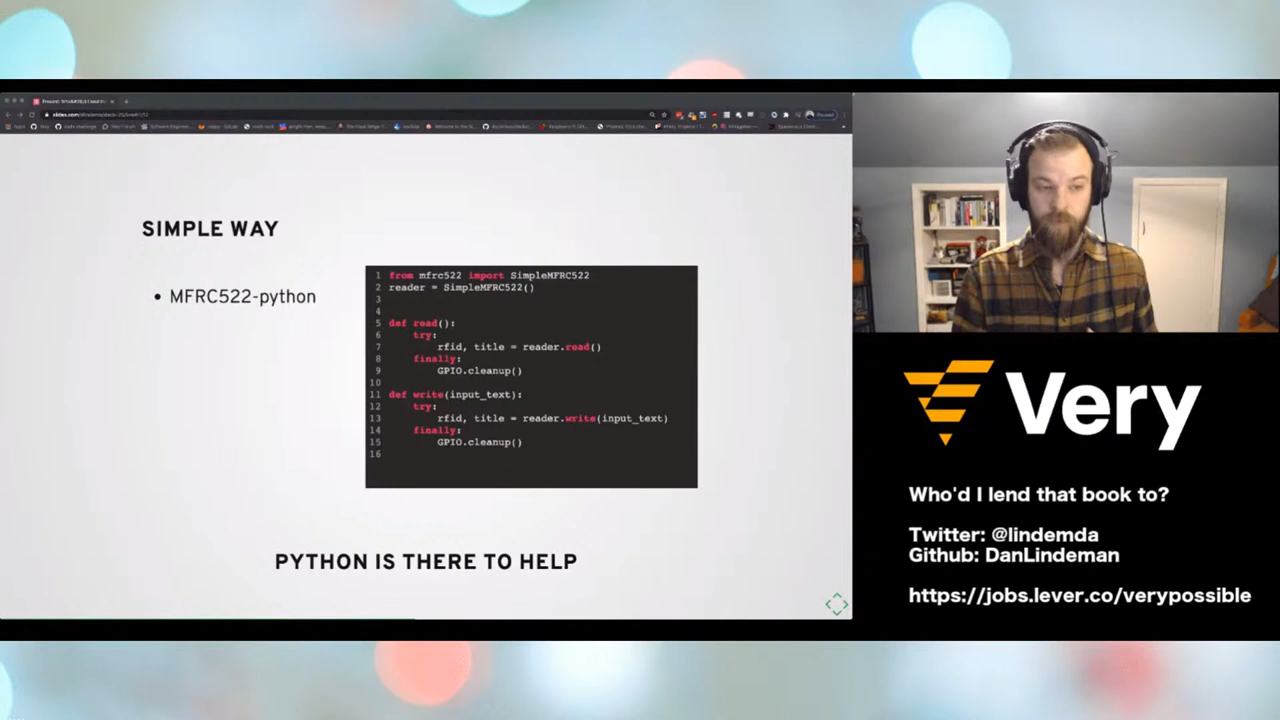 SIMPLE WAY
MFRC522-python
1 from mfrc522 import SimpleMFRC522
2 reader = SimpleMFRC522()
3
4
5 def read():
6 try:
7 rfid, title = reader.read()
8 finally:
9 GPIO.cleanup()
10
11 def write(input_text):
12 try:
13 rfid, title = reader.write(input_text)
14 finally:
15 GPIO.cleanup()
16
PYTHON IS THERE TO HELP
Very
Who'd I lend that book to?
Twitter: @lindemda
Github: DanLindeman
https://jobs.lever.co/verypossible